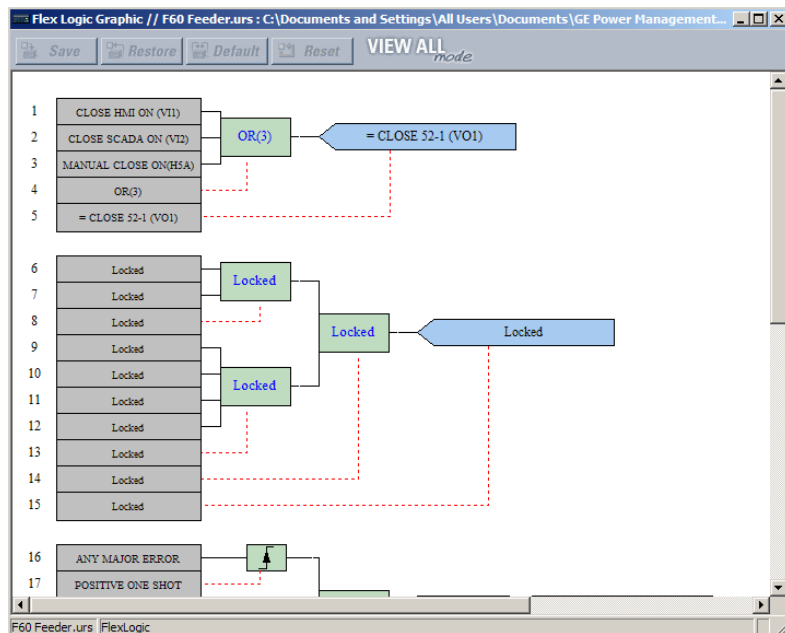 Flex Logic Graphic // F60 Feeder.urs : C:\Documents and Settings\All Users\Documents\GE Power Management...
Save Restore Default Reset VIEW ALL mode
1 CLOSE HMI ON (VI1)
2 CLOSE SCADA ON (VI2)
3 MANUAL CLOSE ON(H5A)
4 OR(3)
5 = CLOSE 52-1 (VO1)
OR(3)
= CLOSE 52-1 (VO1)
6 Locked
7 Locked
8 Locked
9 Locked
10 Locked
11 Locked
12 Locked
13 Locked
14 Locked
15 Locked
Locked
Locked
Locked
Locked
16 ANY MAJOR ERROR
17 POSITIVE ONE SHOT
F60 Feeder.urs FlexLogic